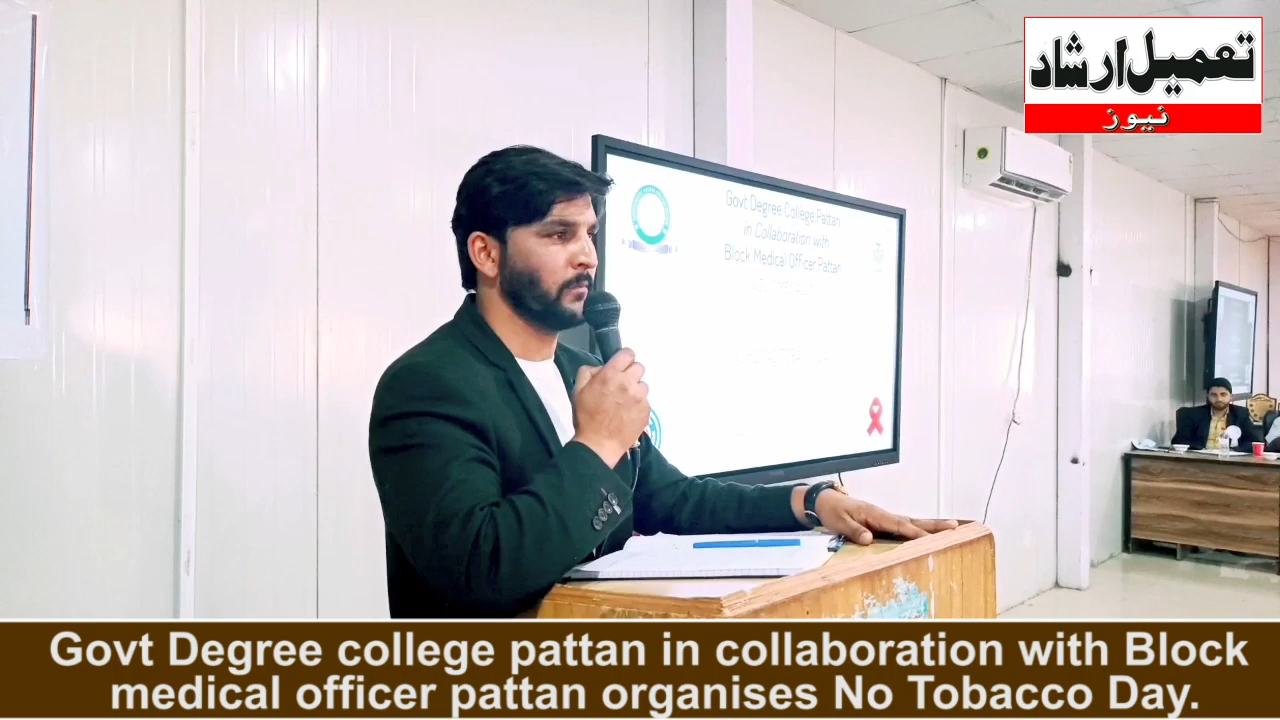 تعمیل ارشاد
نیوز
Govt Degree College Pattan
in Collaboration with
Block Medical Officer Pattan
Govt Degree college pattan in collaboration with Block
medical officer pattan organises No Tobacco Day.